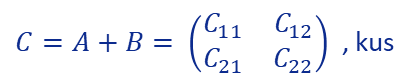 C = A + B = (C₁₁ C₁₂
C₂₁ C₂₂) , kus